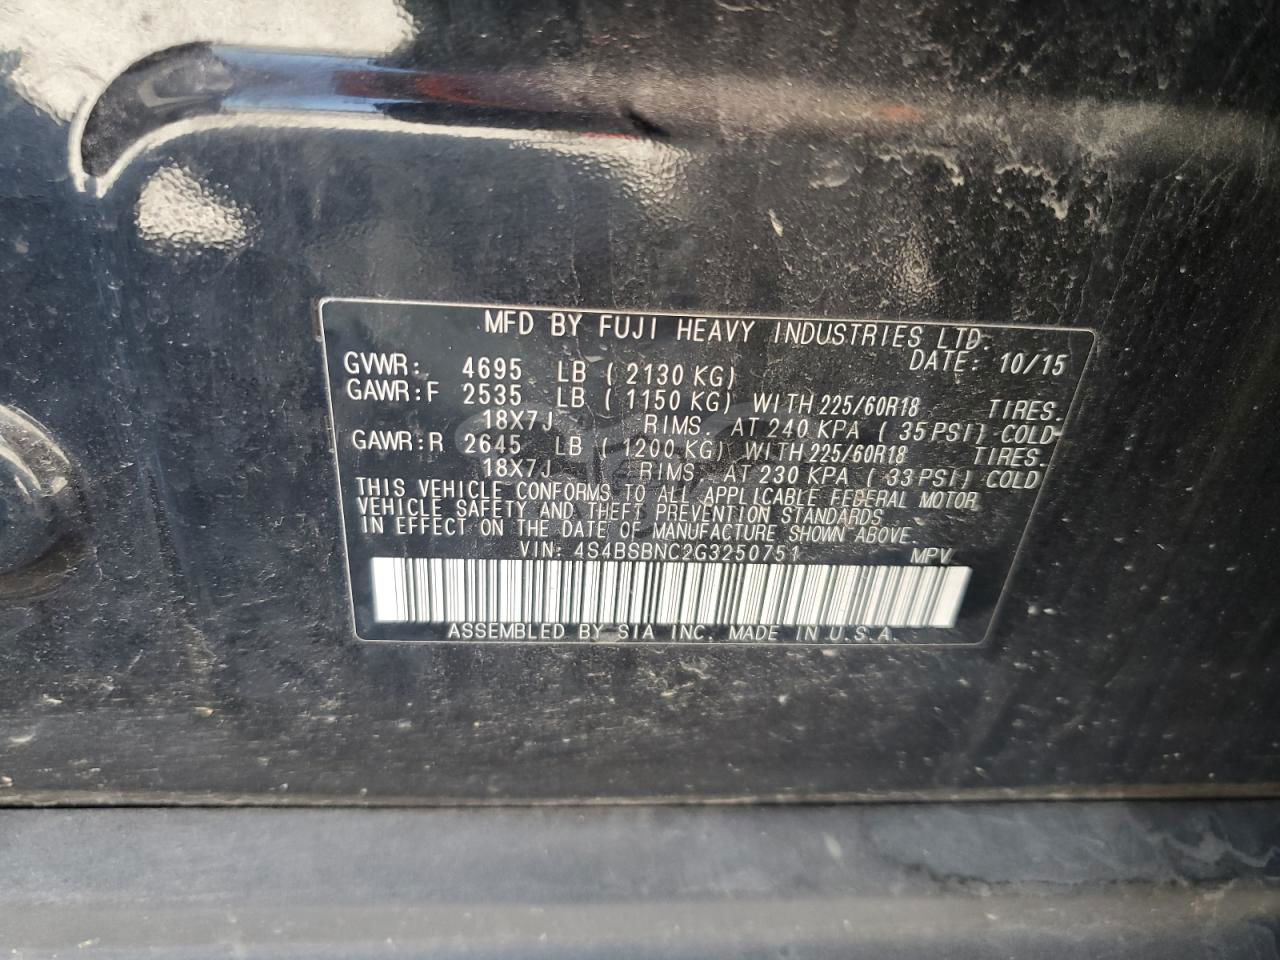 MFD BY FUJI HEAVY INDUSTRIES LTD.
DATE: 10/15
GVWR: 4695 LB ( 2130 KG)
GAWR:F 2535 LB ( 1150 KG) WITH 225/60R18 TIRES.
18X7J RIMS. AT 240 KPA ( 35 PSI) COLD
GAWR:R 2645 LB ( 1200 KG) WITH 225/60R18 TIRES.
18X7J RIMS. AT 230 KPA ( 33 PSI) COLD
THIS VEHICLE CONFORMS TO ALL APPLICABLE FEDERAL MOTOR
VEHICLE SAFETY AND THEFT PREVENTION STANDARDS
IN EFFECT ON THE DATE OF MANUFACTURE SHOWN ABOVE.
VIN: 4S4BSBNC2G3250751 MPV
ASSEMBLED BY SIA INC. MADE IN U.S.A.